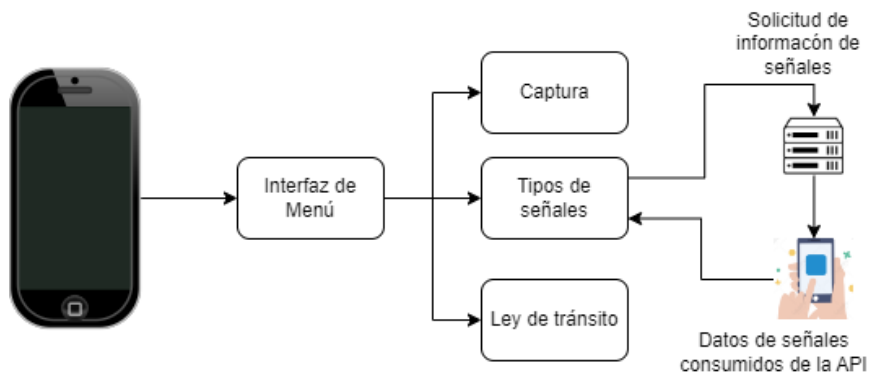 Solicitud de
informacón de
señales
Captura
Interfaz de
Menú
Tipos de
señales
Ley de tránsito
Datos de señales
consumidos de la API